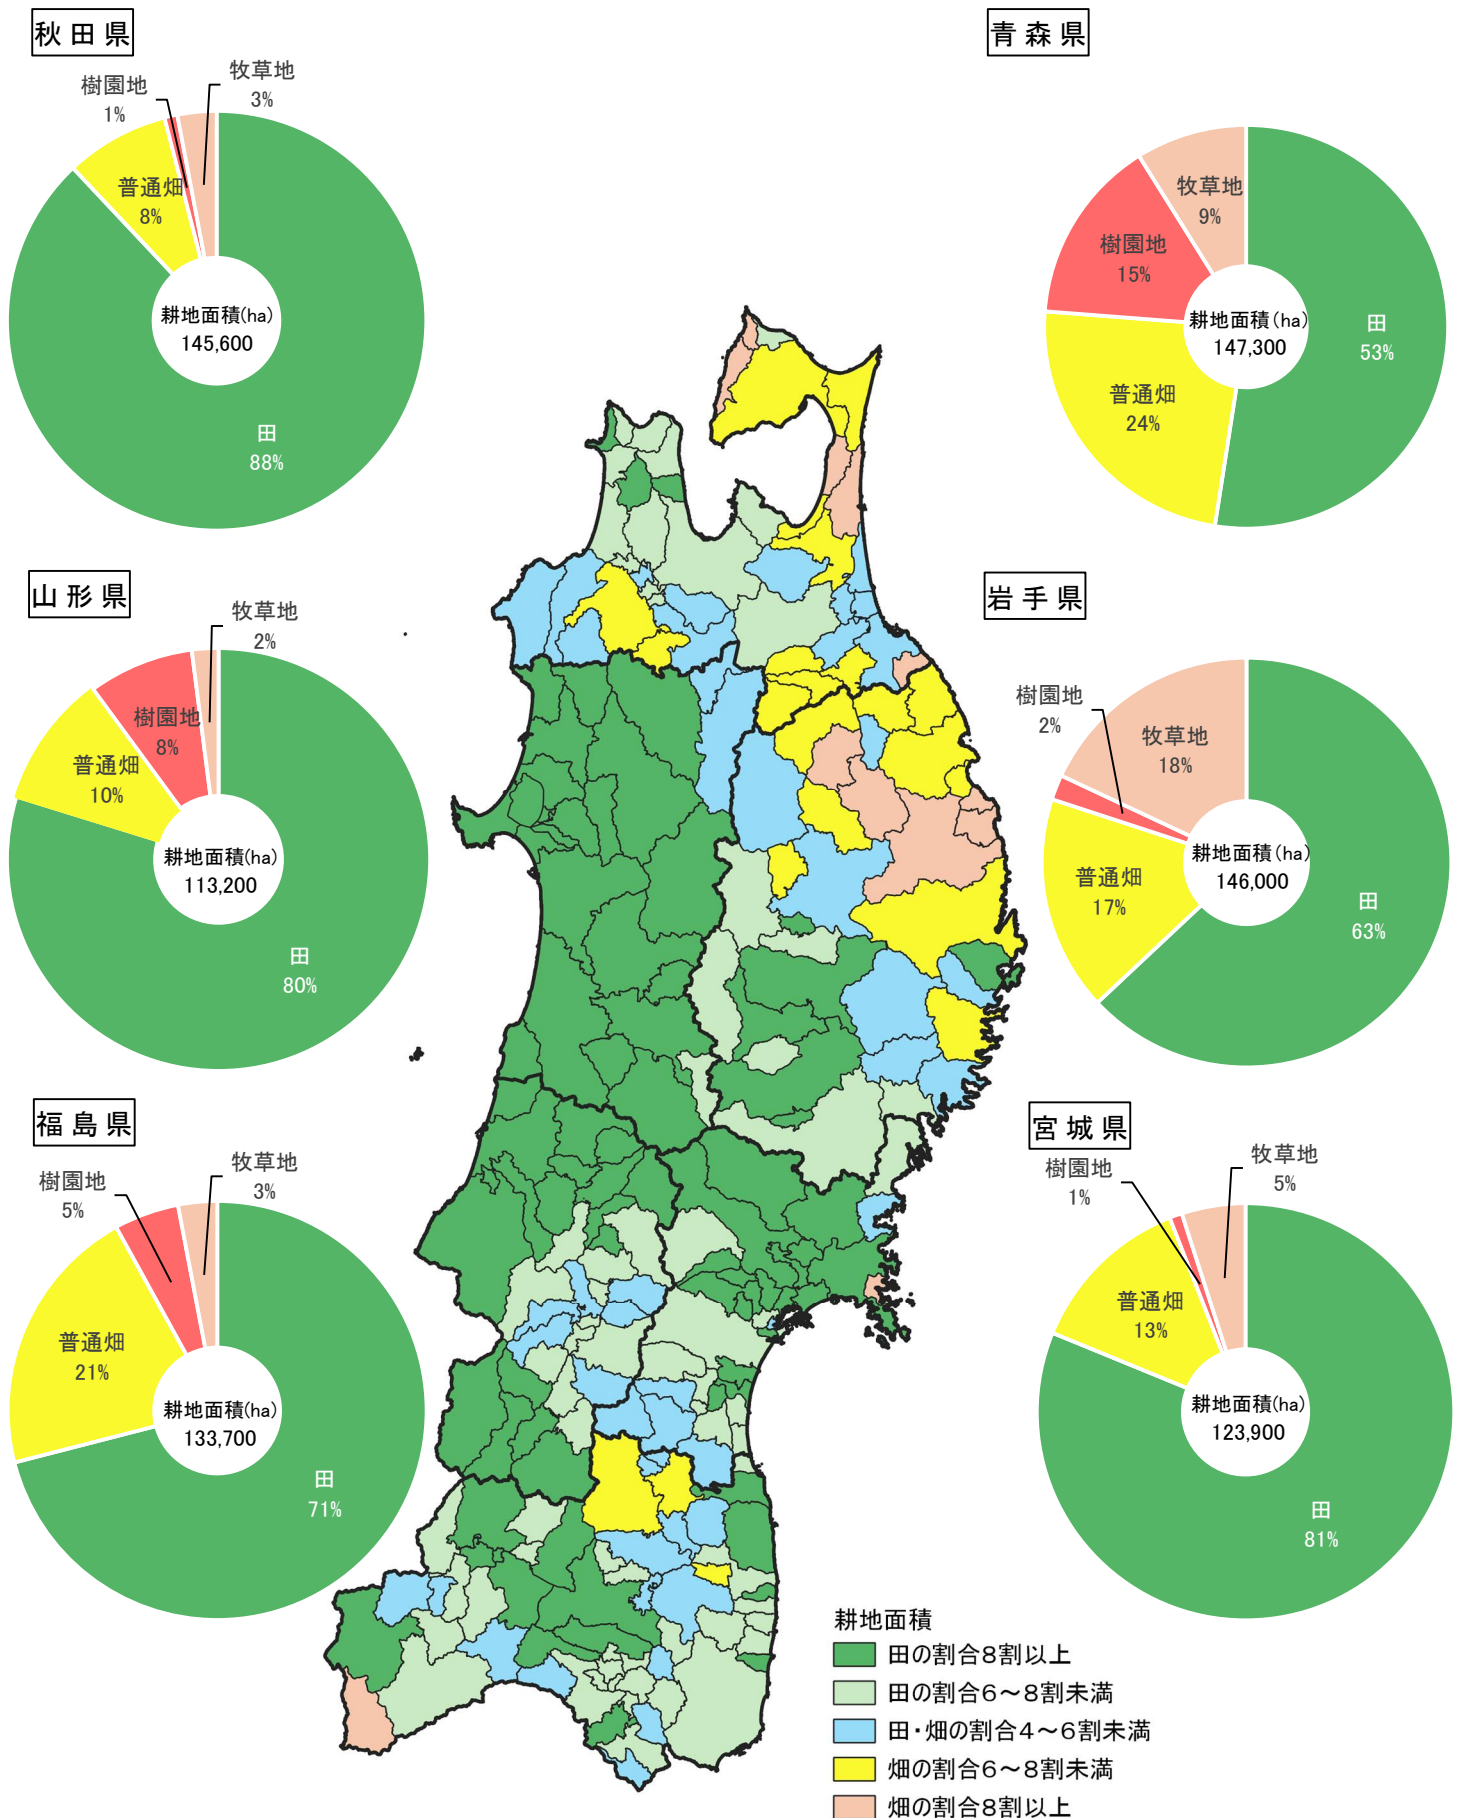 秋田県
樹園地
1%
牧草地
3%
普通畑
8%
耕地面積(ha)
145,600
田
88%
青森県
牧草地
9%
樹園地
15%
耕地面積(ha)
147,300
田
53%
普通畑
24%
山形県
牧草地
2%
樹園地
8%
普通畑
10%
耕地面積(ha)
113,200
田
80%
岩手県
樹園地
2%
牧草地
18%
普通畑
17%
耕地面積(ha)
146,000
田
63%
福島県
樹園地
5%
牧草地
3%
普通畑
21%
耕地面積(ha)
133,700
田
71%
宮城県
樹園地
1%
牧草地
5%
普通畑
13%
耕地面積(ha)
123,900
田
81%
耕地面積
田の割合8割以上
田の割合6～8割未満
田・畑の割合4～6割未満
畑の割合6～8割未満
畑の割合8割以上